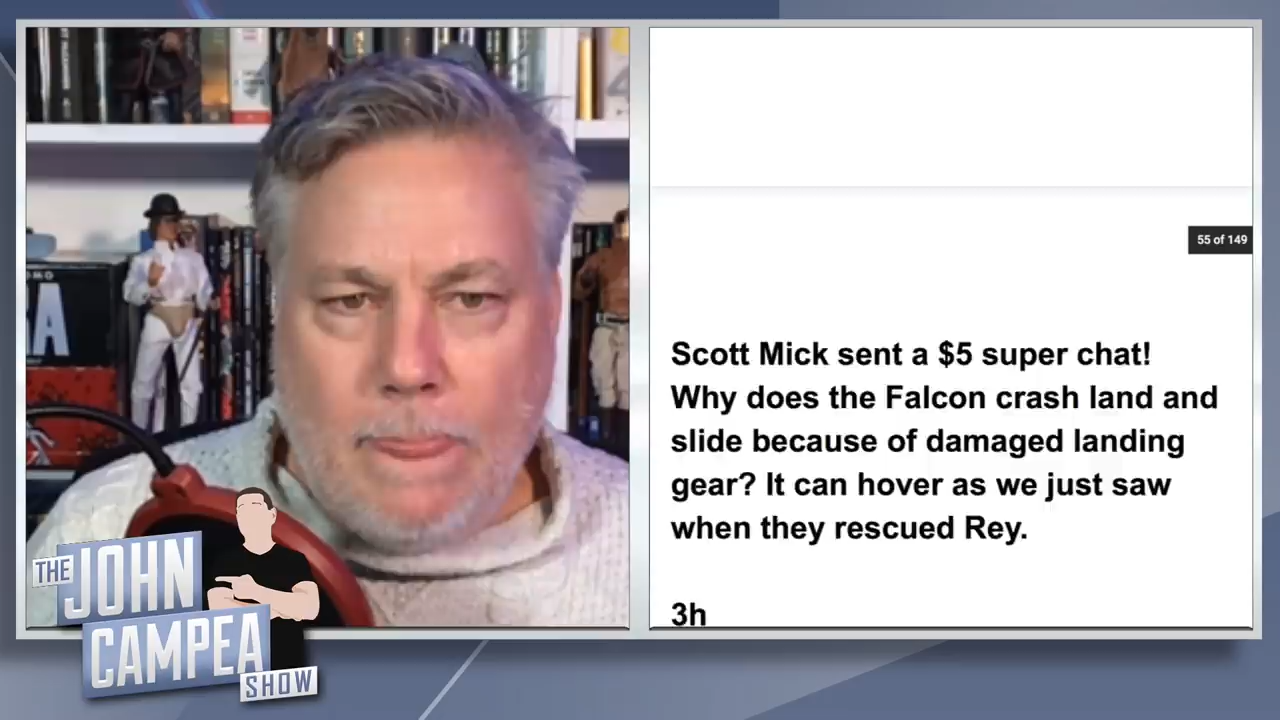 55 of 149
Scott Mick sent a $5 super chat!
Why does the Falcon crash land and
slide because of damaged landing
gear? It can hover as we just saw
when they rescued Rey.
3h
THE
JOHN
CAMPEA
SHOW